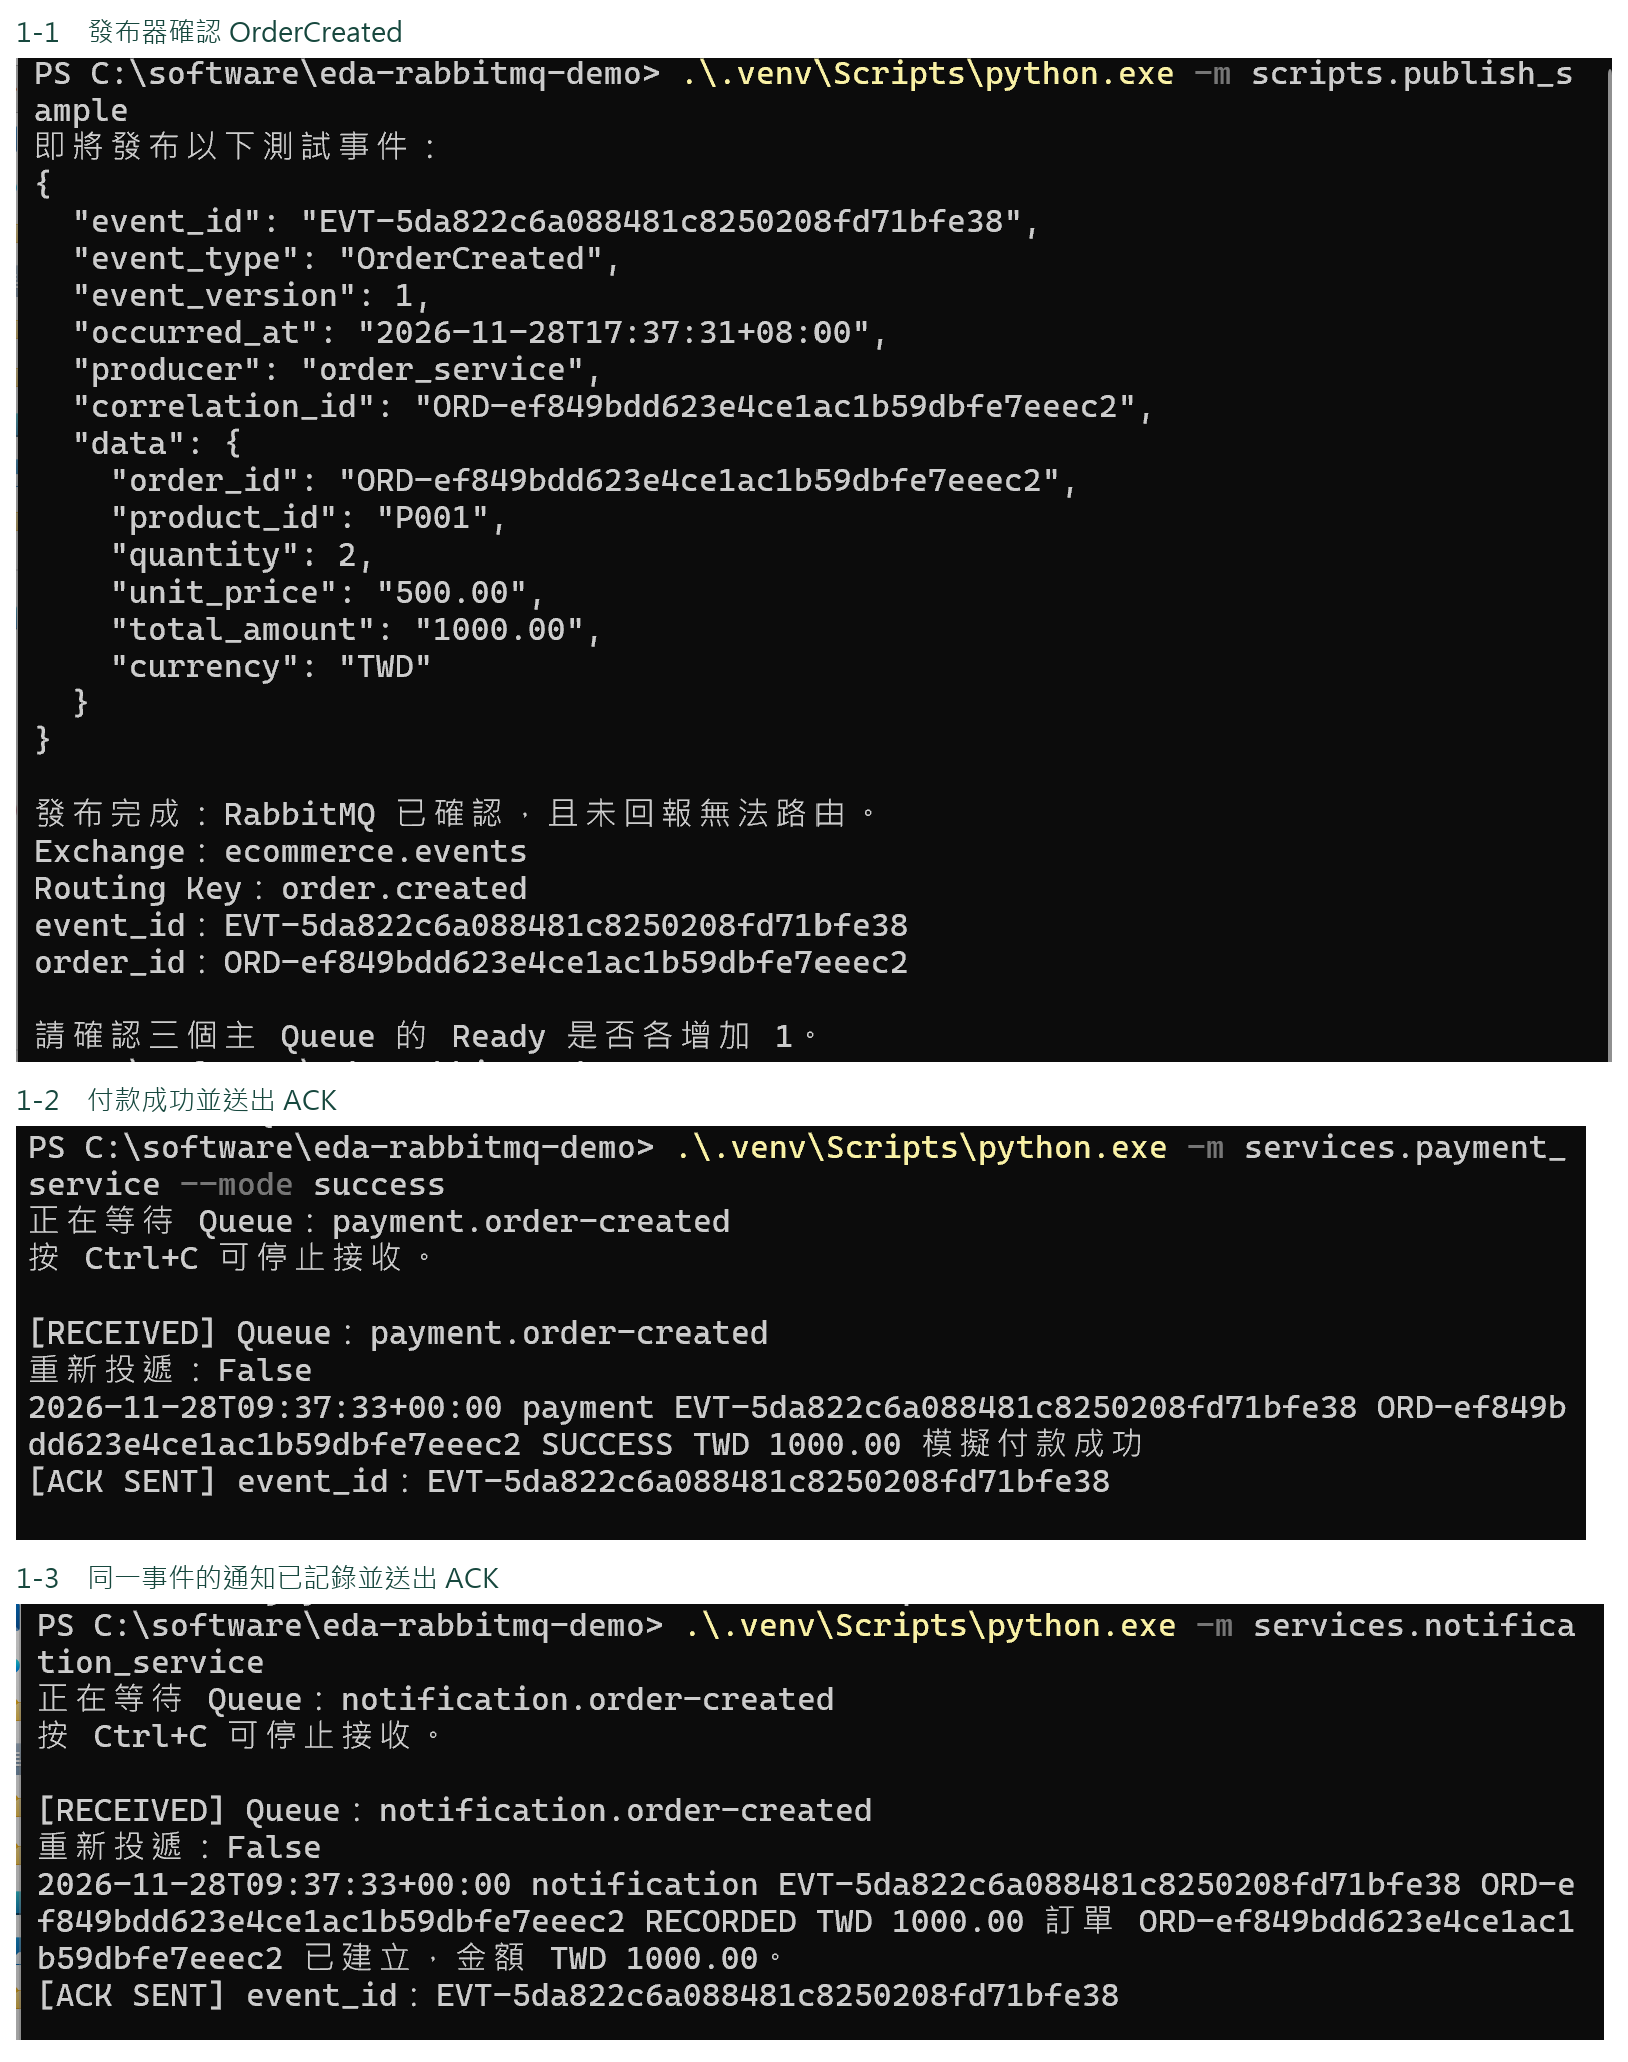 1-1 發布器確認 OrderCreated
PS C:\software\eda-rabbitmq-demo> .\.venv\Scripts\python.exe -m scripts.publish_s
ample
即將發布以下測試事件：
{
  "event_id": "EVT-5da822c6a088481c8250208fd71bfe38",
  "event_type": "OrderCreated",
  "event_version": 1,
  "occurred_at": "2026-11-28T17:37:31+08:00",
  "producer": "order_service",
  "correlation_id": "ORD-ef849bdd623e4ce1ac1b59dbfe7eeec2",
  "data": {
    "order_id": "ORD-ef849bdd623e4ce1ac1b59dbfe7eeec2",
    "product_id": "P001",
    "quantity": 2,
    "unit_price": "500.00",
    "total_amount": "1000.00",
    "currency": "TWD"
  }
}
發布完成：RabbitMQ 已確認，且未回報無法路由。
Exchange：ecommerce.events
Routing Key：order.created
event_id：EVT-5da822c6a088481c8250208fd71bfe38
order_id：ORD-ef849bdd623e4ce1ac1b59dbfe7eeec2
請確認三個主 Queue 的 Ready 是否各增加 1。
1-2 付款成功並送出 ACK
PS C:\software\eda-rabbitmq-demo> .\.venv\Scripts\python.exe -m services.payment_
service --mode success
正在等待 Queue：payment.order-created
按 Ctrl+C 可停止接收。
[RECEIVED] Queue：payment.order-created
重新投遞：False
2026-11-28T09:37:33+00:00 payment EVT-5da822c6a088481c8250208fd71bfe38 ORD-ef849b
dd623e4ce1ac1b59dbfe7eeec2 SUCCESS TWD 1000.00 模擬付款成功
[ACK SENT] event_id：EVT-5da822c6a088481c8250208fd71bfe38
1-3 同一事件的通知已記錄並送出 ACK
PS C:\software\eda-rabbitmq-demo> .\.venv\Scripts\python.exe -m services.notifica
tion_service
正在等待 Queue：notification.order-created
按 Ctrl+C 可停止接收。
[RECEIVED] Queue：notification.order-created
重新投遞：False
2026-11-28T09:37:33+00:00 notification EVT-5da822c6a088481c8250208fd71bfe38 ORD-e
f849bdd623e4ce1ac1b59dbfe7eeec2 RECORDED TWD 1000.00 訂單 ORD-ef849bdd623e4ce1ac1
b59dbfe7eeec2 已建立，金額 TWD 1000.00。
[ACK SENT] event_id：EVT-5da822c6a088481c8250208fd71bfe38